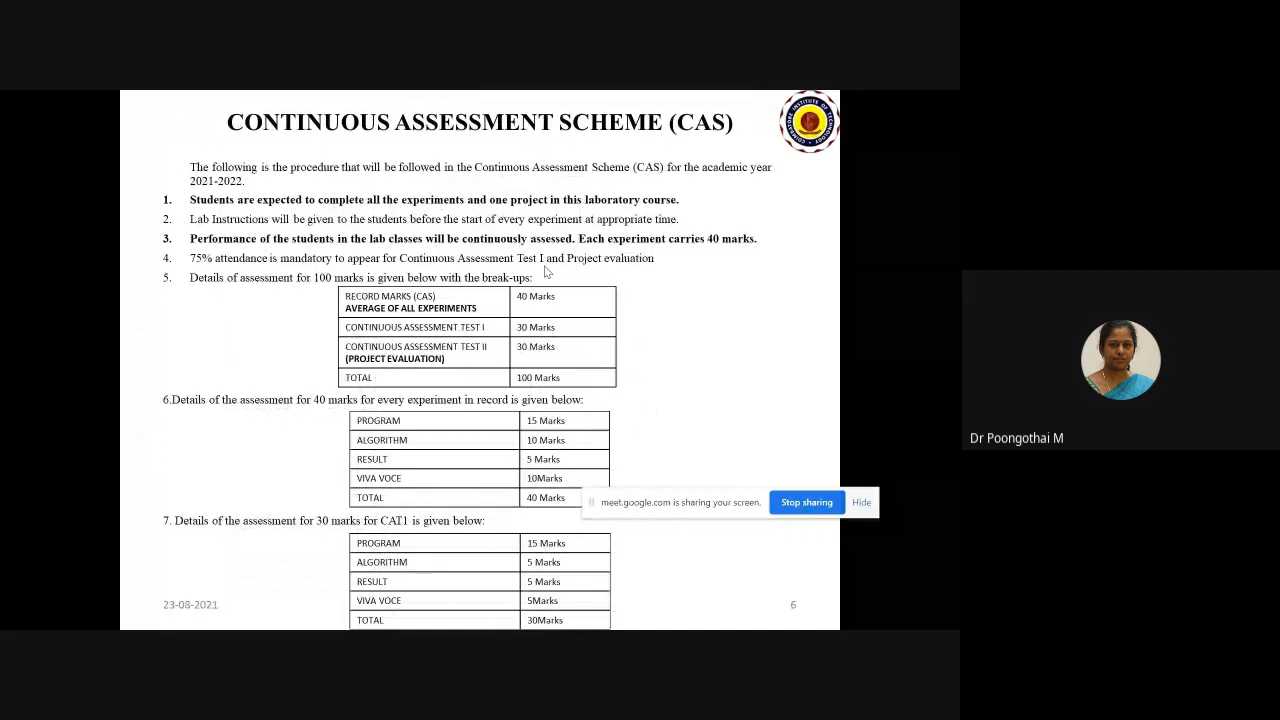 CONTINUOUS ASSESSMENT SCHEME (CAS)
COIMBATORE INSTITUTE OF TECHNOLOGY
The following is the procedure that will be followed in the Continuous Assessment Scheme (CAS) for the academic year
2021-2022.
1. Students are expected to complete all the experiments and one project in this laboratory course.
2. Lab Instructions will be given to the students before the start of every experiment at appropriate time.
3. Performance of the students in the lab classes will be continuously assessed. Each experiment carries 40 marks.
4. 75% attendance is mandatory to appear for Continuous Assessment Test I and Project evaluation
5. Details of assessment for 100 marks is given below with the break-ups:
RECORD MARKS (CAS) 40 Marks
AVERAGE OF ALL EXPERIMENTS
CONTINUOUS ASSESSMENT TEST I 30 Marks
CONTINUOUS ASSESSMENT TEST II 30 Marks
(PROJECT EVALUATION)
TOTAL 100 Marks
6.Details of the assessment for 40 marks for every experiment in record is given below:
PROGRAM 15 Marks
ALGORITHM 10 Marks
RESULT 5 Marks
VIVA VOCE 10Marks
TOTAL 40 Marks
meet.google.com is sharing your screen. Stop sharing Hide
7. Details of the assessment for 30 marks for CAT1 is given below:
PROGRAM 15 Marks
ALGORITHM 5 Marks
RESULT 5 Marks
VIVA VOCE 5Marks
TOTAL 30Marks
23-08-2021 6
Dr Poongothai M